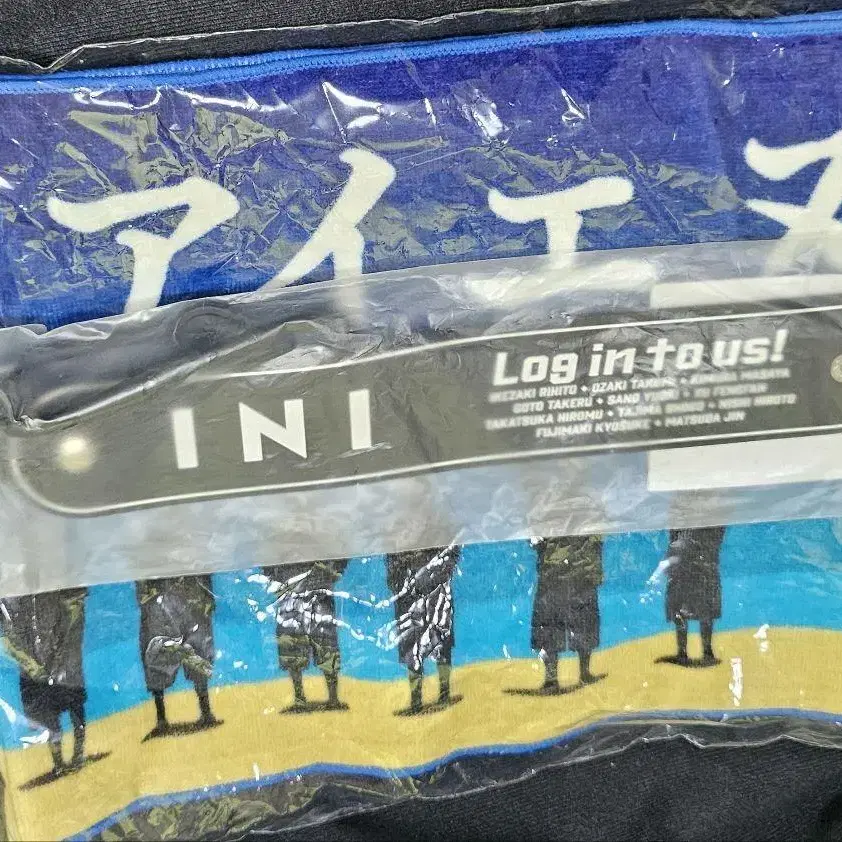 アイエヌ
INI
Log in to us!
IKEZAKI RIHITO ✦ OZAKI TAKUMI ✦ KIMURA MASAYA
GOTO TAKERU ✦ SANO YUDAI ✦ XU FENGFAN
TAKATSUKA HIROMU ✦ TAJIMA SHOGO ✦ NISHI HIROTO
FUJIMAKI KYOSUKE ✦ MATSUDA JIN